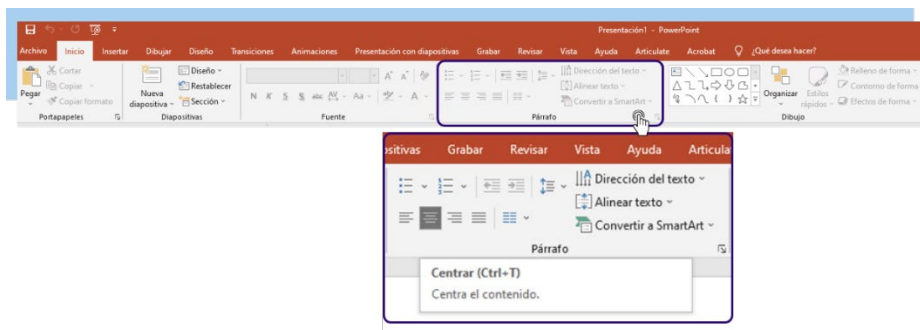 Presentación1 - PowerPoint
Archivo Inicio Insertar Dibujar Diseño Transiciones Animaciones Presentación con diapositivas Grabar Revisar Vista Ayuda Articulate Acrobat ¿Qué desea hacer?
Pegar
Cortar
Copiar
Copiar formato
Portapapeles
Nueva diapositiva
Diseño
Restablecer
Sección
Diapositivas
N K S S abc AV Aa A
Fuente
Dirección del texto
Alinear texto
Convertir a SmartArt
Párrafo
Organizar
Estilos rápidos
Relleno de forma
Contorno de forma
Efectos de forma
Dibujo
ositivas Grabar Revisar Vista Ayuda Articula
Dirección del texto
Alinear texto
Convertir a SmartArt
Párrafo
Centrar (Ctrl+T)
Centra el contenido.